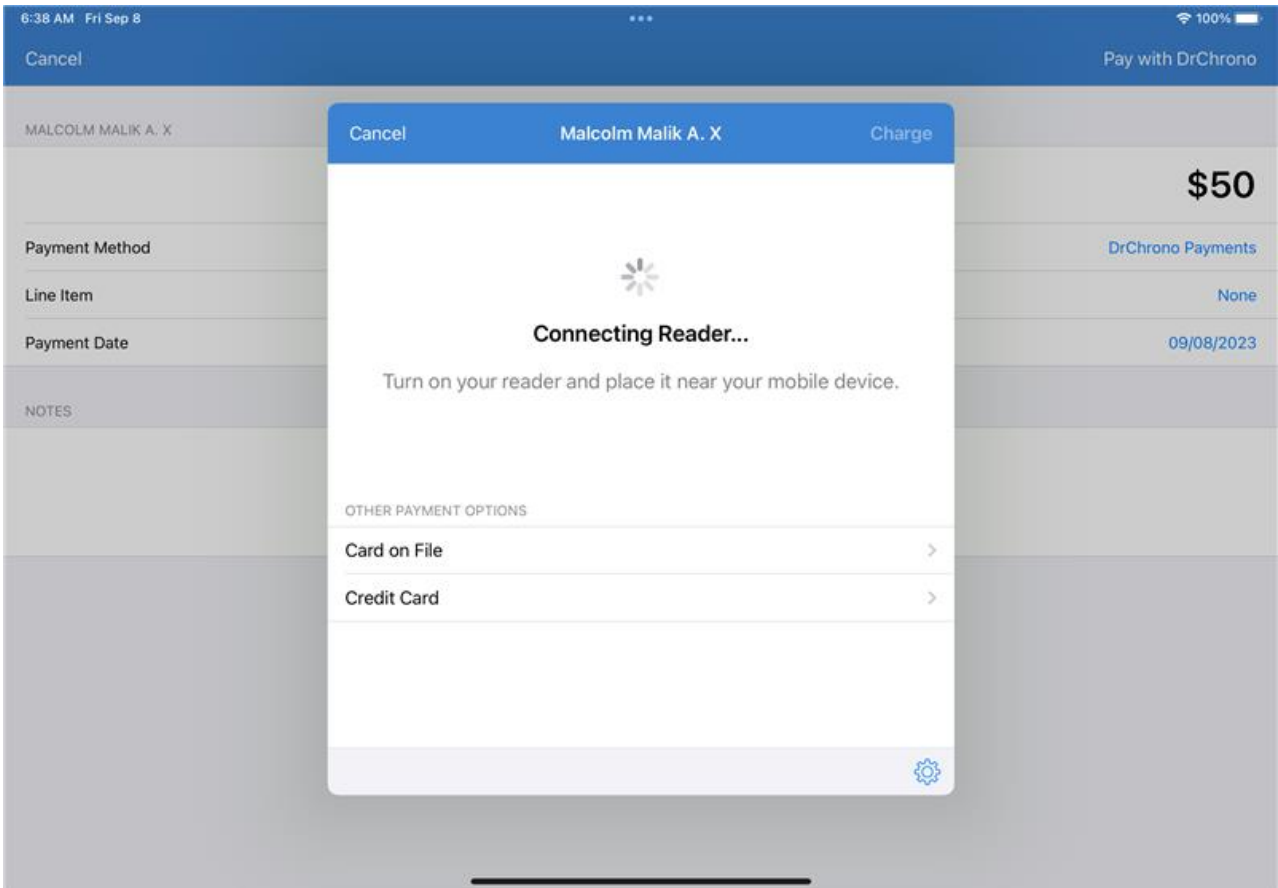 6:38 AM Fri Sep 8
100%
Cancel
Pay with DrChrono
MALCOLM MALIK A. X
$50
Payment Method
DrChrono Payments
Line Item
None
Payment Date
09/08/2023
NOTES
Cancel
Malcolm Malik A. X
Charge
Connecting Reader...
Turn on your reader and place it near your mobile device.
OTHER PAYMENT OPTIONS
Card on File
Credit Card